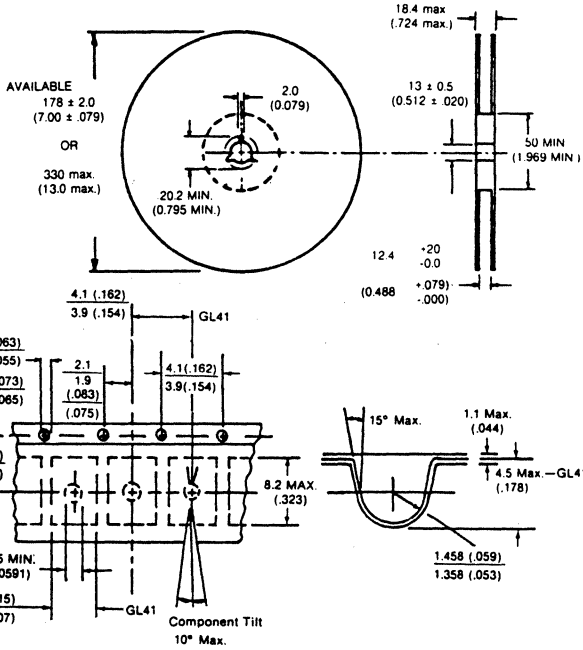 18.4 max
(.724 max.)
AVAILABLE
178 ± 2.0
(7.00 ± .079)
OR
330 max.
(13.0 max.)
2.0
(0.079)
20.2 MIN.
(0.795 MIN.)
13 ± 0.5
(0.512 ± .020)
50 MIN
(1.969 MIN)
12.4 +20
-0.0
(0.488 +.079)
-.000)
4.1 (.162)
3.9 (.154)
GL41
063)
055)
.073)
.065)
2.1
1.9
(.083)
(.075)
4.1(.162)
3.9(.154)
8.2 MAX.
(.323)
5 MIN.
0591)
15)
07)
GL41
Component Tilt
10° Max.
15° Max.
1.1 Max.
(.044)
4.5 Max.—GL4
(.178)
1.458 (.059)
1.358 (.053)